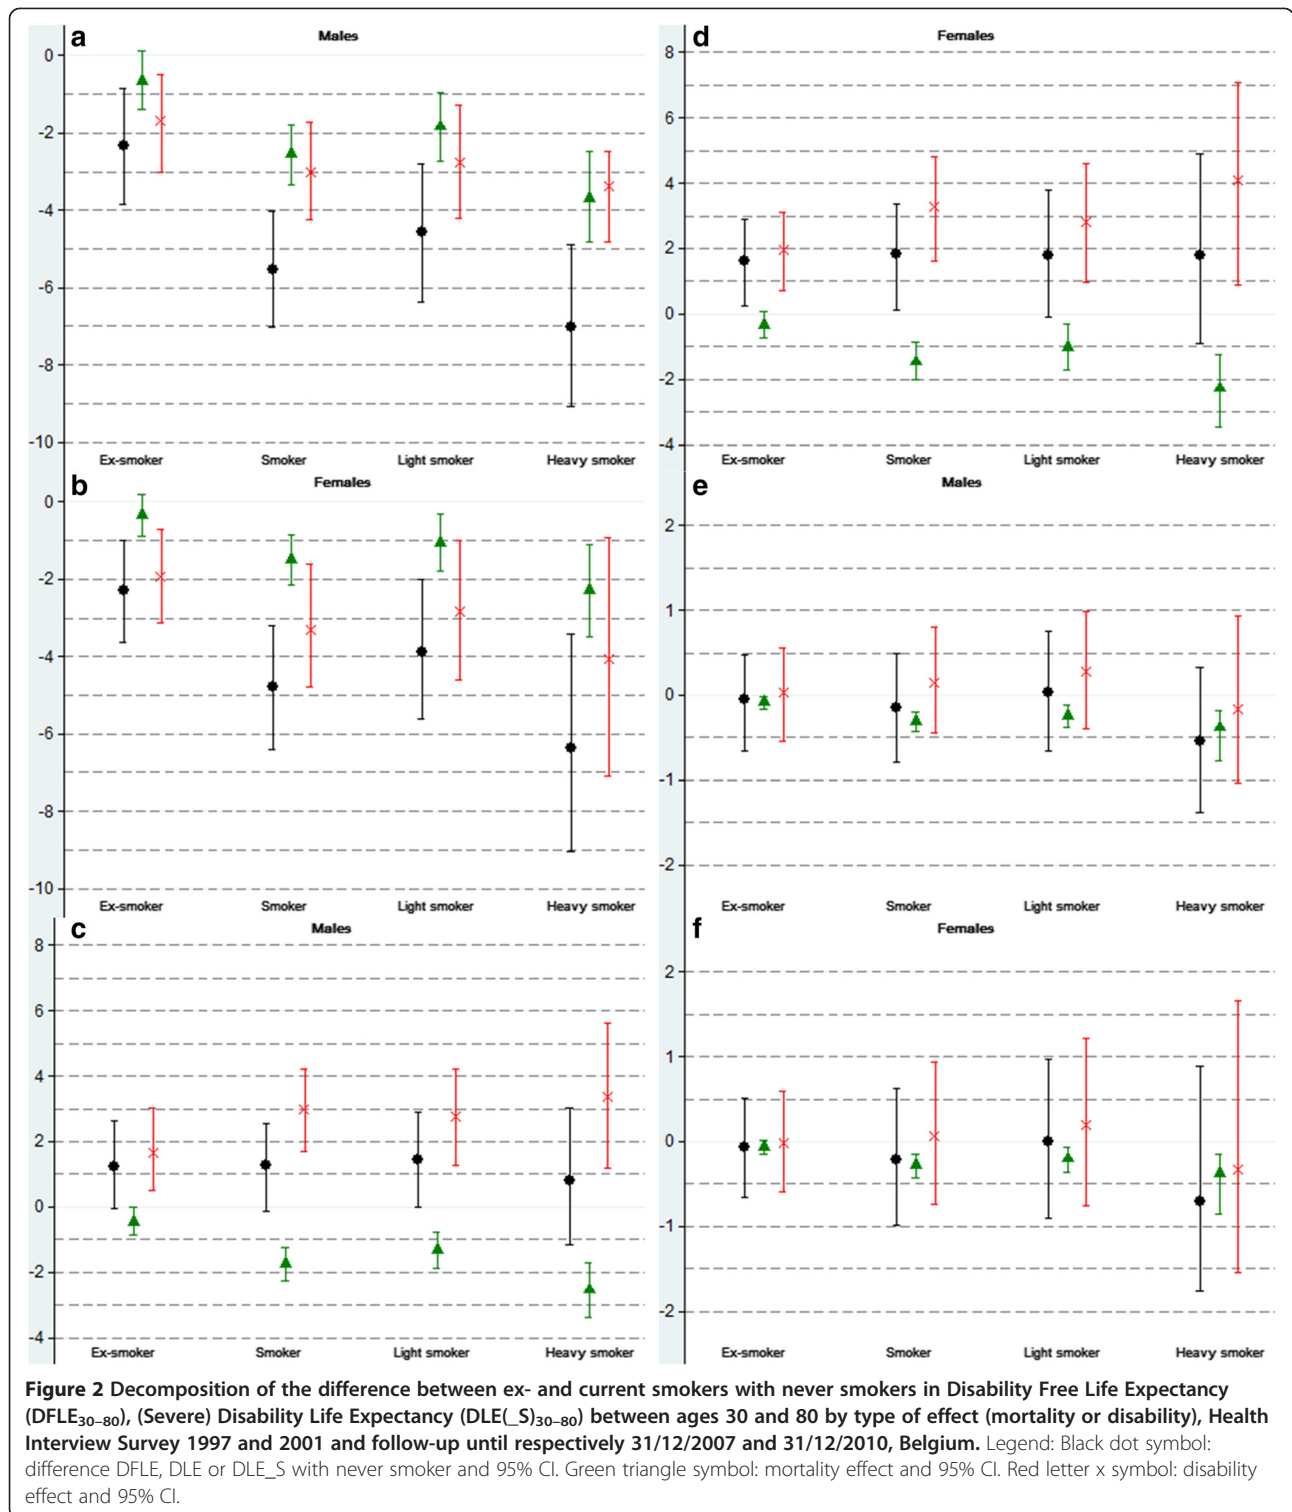 a
Males
0
-2
-4
-6
-8
-10
Ex-smoker Smoker Light smoker Heavy smoker
b
Females
0
-2
-4
-6
-8
-10
Ex-smoker Smoker Light smoker Heavy smoker
c
Males
8
6
4
2
0
-2
-4
Ex-smoker Smoker Light smoker Heavy smoker
d
Females
8
6
4
2
0
-2
-4
Ex-smoker Smoker Light smoker Heavy smoker
e
Males
2
1
0
-1
-2
Ex-smoker Smoker Light smoker Heavy smoker
f
Females
2
1
0
-1
-2
Ex-smoker Smoker Light smoker Heavy smoker
Figure 2 Decomposition of the difference between ex- and current smokers with never smokers in Disability Free Life Expectancy
(DFLE30–80), (Severe) Disability Life Expectancy (DLE(_S)30–80) between ages 30 and 80 by type of effect (mortality or disability), Health
Interview Survey 1997 and 2001 and follow-up until respectively 31/12/2007 and 31/12/2010, Belgium. Legend: Black dot symbol:
difference DFLE, DLE or DLE_S with never smoker and 95% CI. Green triangle symbol: mortality effect and 95% CI. Red letter x symbol: disability
effect and 95% CI.